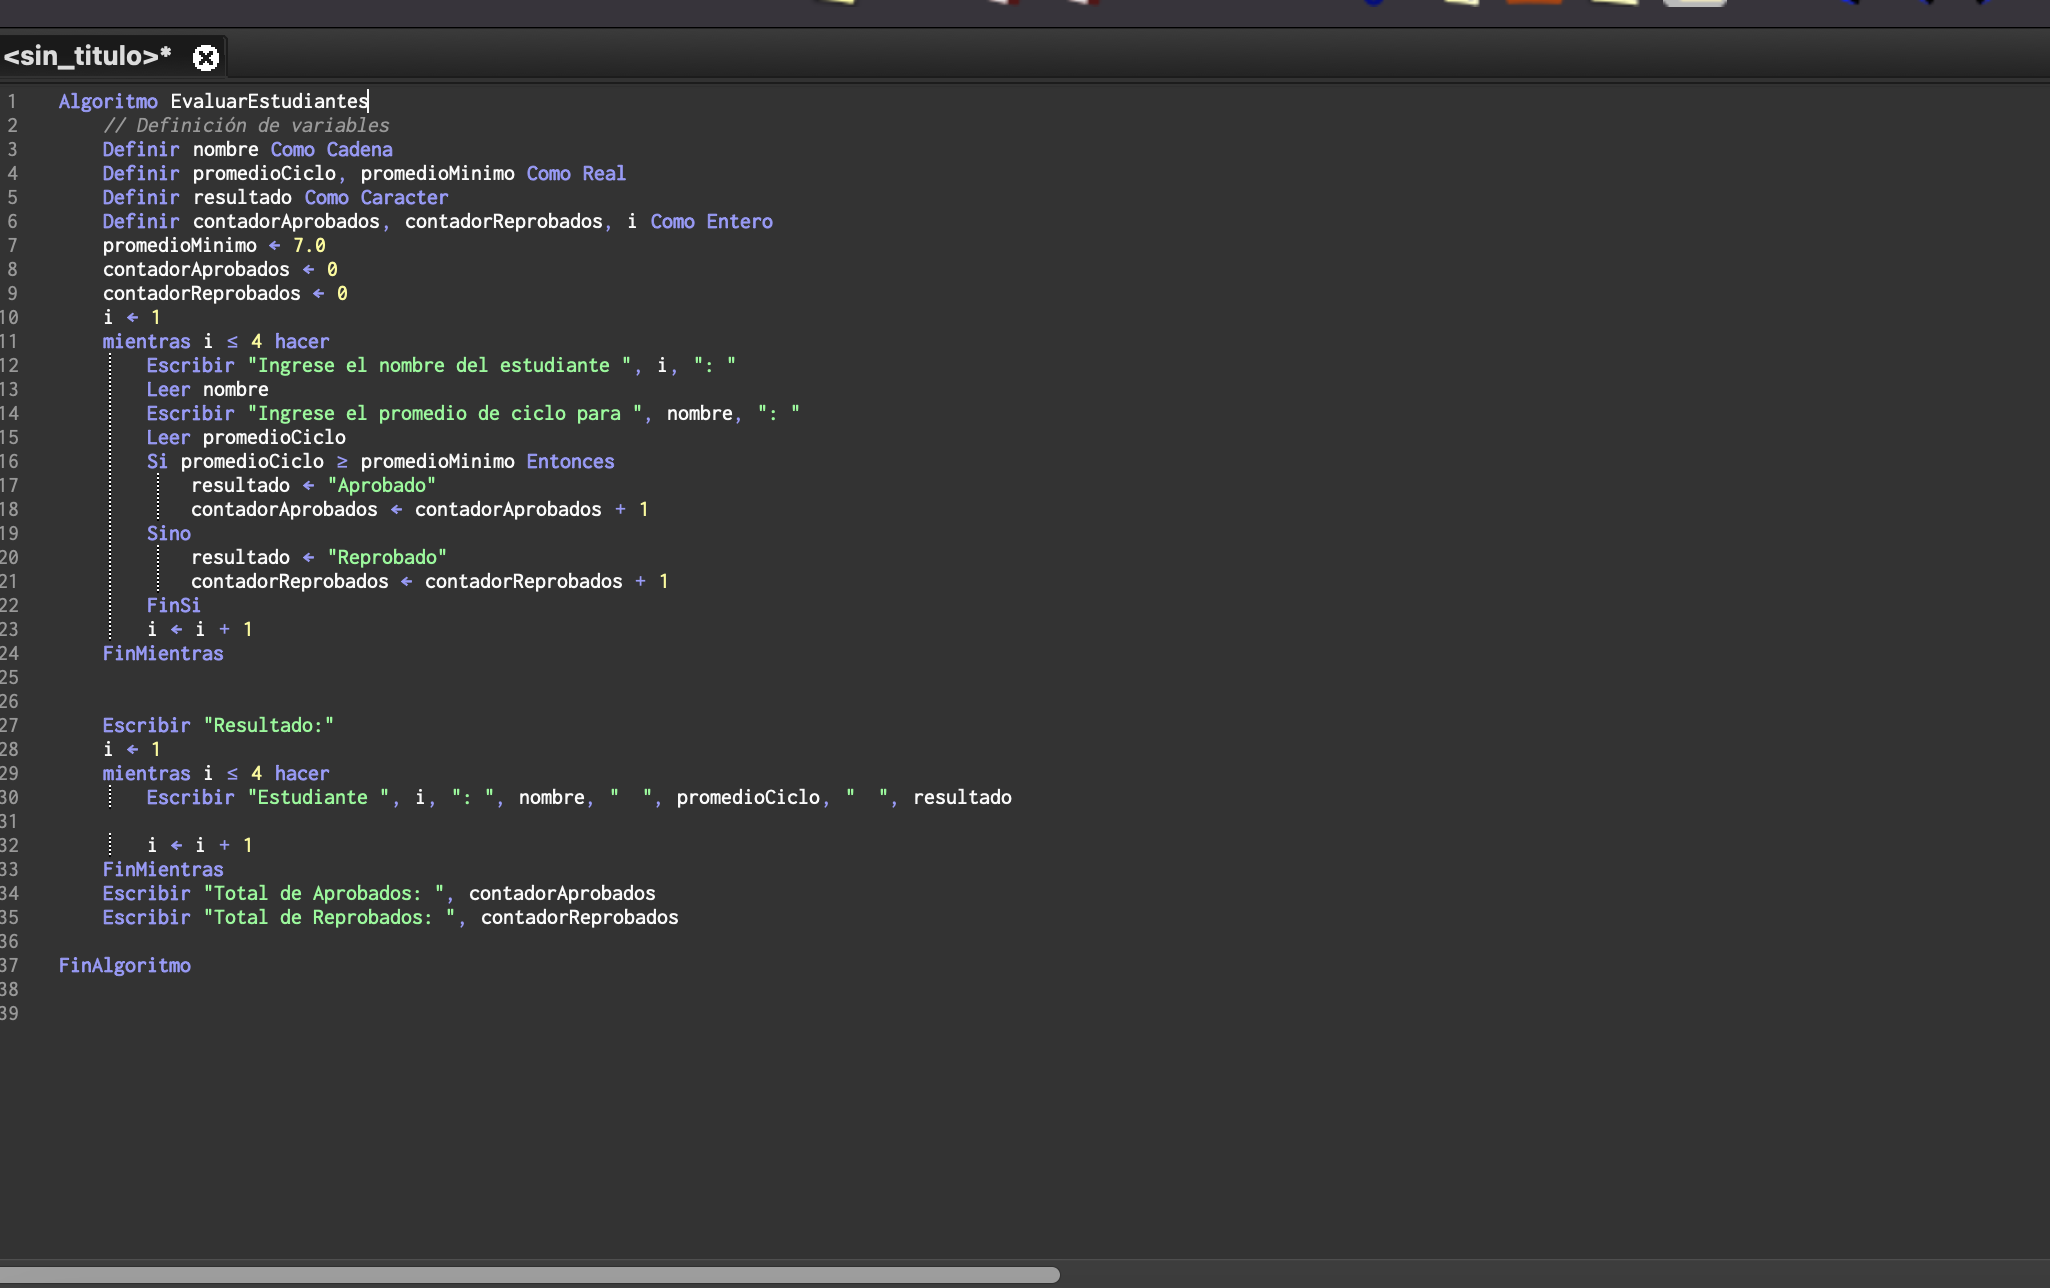 <sin_titulo>*
1 Algoritmo EvaluarEstudiantes
2 // Definición de variables
3 Definir nombre Como Cadena
4 Definir promedioCiclo, promedioMinimo Como Real
5 Definir resultado Como Caracter
6 Definir contadorAprobados, contadorReprobados, i Como Entero
7 promedioMinimo ← 7.0
8 contadorAprobados ← 0
9 contadorReprobados ← 0
10 i ← 1
11 mientras i ≤ 4 hacer
12 Escribir "Ingrese el nombre del estudiante ", i, ": "
13 Leer nombre
14 Escribir "Ingrese el promedio de ciclo para ", nombre, ": "
15 Leer promedioCiclo
16 Si promedioCiclo ≥ promedioMinimo Entonces
17 resultado ← "Aprobado"
18 contadorAprobados ← contadorAprobados + 1
19 Sino
20 resultado ← "Reprobado"
21 contadorReprobados ← contadorReprobados + 1
22 FinSi
23 i ← i + 1
24 FinMientras
25
26
27 Escribir "Resultado:"
28 i ← 1
29 mientras i ≤ 4 hacer
30 Escribir "Estudiante ", i, ": ", nombre, "  ", promedioCiclo, "  ", resultado
31
32 i ← i + 1
33 FinMientras
34 Escribir "Total de Aprobados: ", contadorAprobados
35 Escribir "Total de Reprobados: ", contadorReprobados
36
37 FinAlgoritmo
38
39